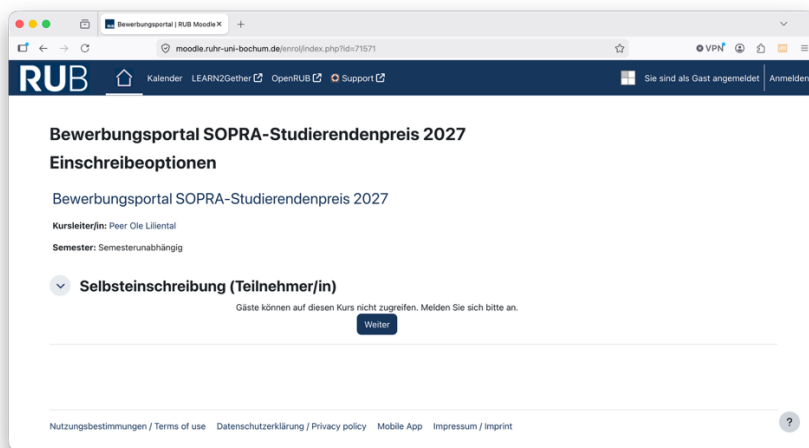 Bewerbungsportal | RUB Moodle
moodle.ruhr-uni-bochum.de/enrol/index.php?id=71571
VPN
RUB
Kalender LEARN2Gether OpenRUB Support
Sie sind als Gast angemeldet Anmelden
Bewerbungsportal SOPRA-Studierendenpreis 2027
Einschreibeoptionen
Bewerbungsportal SOPRA-Studierendenpreis 2027
Kursleiter/in: Peer Ole Liliental
Semester: Semesterunabhängig
Selbsteinschreibung (Teilnehmer/in)
Gäste können auf diesen Kurs nicht zugreifen. Melden Sie sich bitte an.
Weiter
Nutzungsbestimmungen / Terms of use Datenschutzerklärung / Privacy policy Mobile App Impressum / Imprint
?